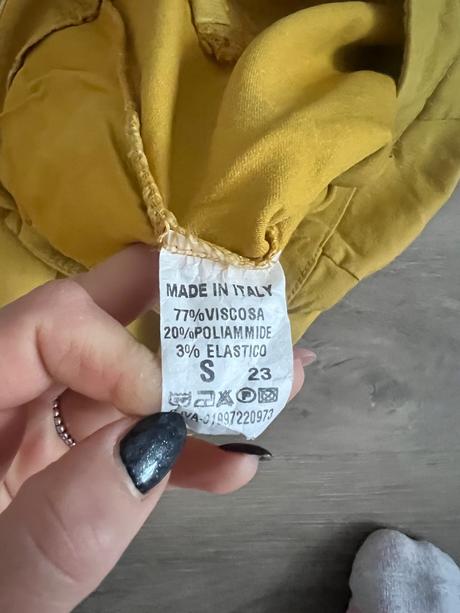 MADE IN ITALY
77%VISCOSA
20%POLIAMMIDE
3% ELASTICO
S 23
P